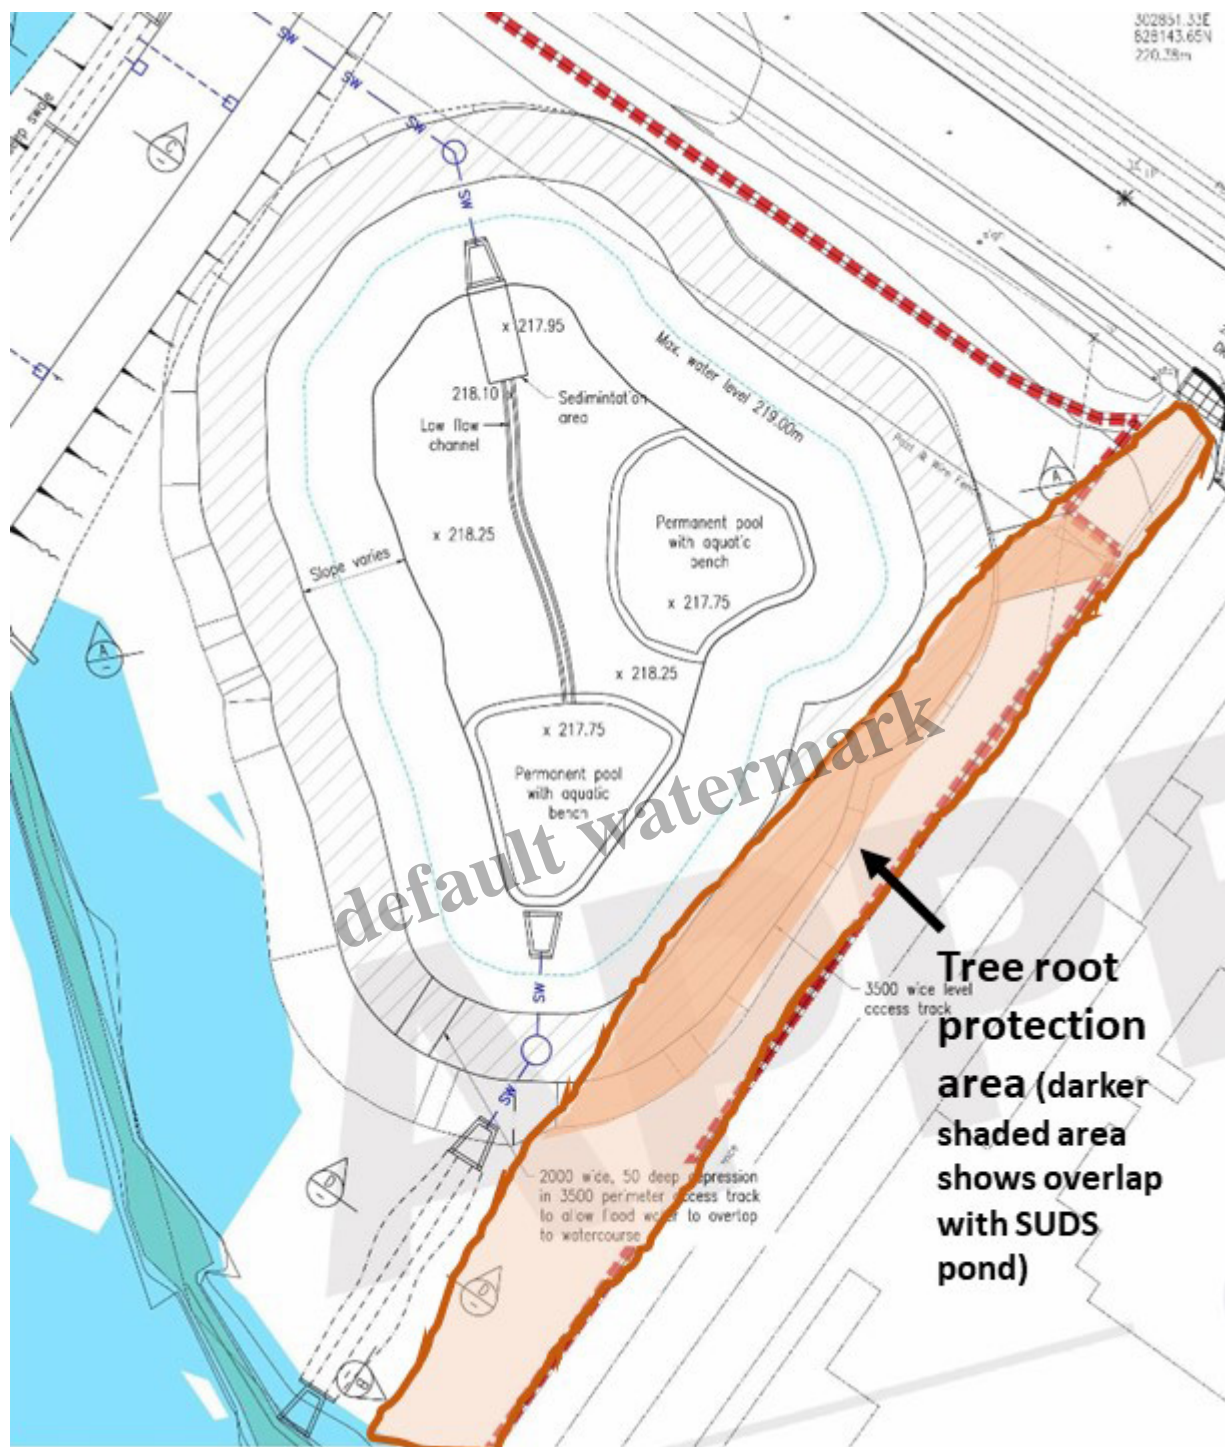 302851.33E
828143.65N
220.38m
SW
SW
SW
SW
C
sign
x 217.95
Max. water level 219.00m
218.10 x
Sedimintation
area
Low flow
channel
Post & Wire Fence
A
Permanent pool
with aquatic
bench
x 217.75
x 218.25
Slope varies
A
x 218.25
x 217.75
Permanent pool
with aquatic
bench
default watermark
SW
SW
3500 wide level
access track
Tree root
protection
area (darker
shaded area
shows overlap
with SUDS
pond)
D
2000 wide, 50 deep depression
in 3500 perimeter access track
to allow flood water to overtop
to watercourse
D
B
APP